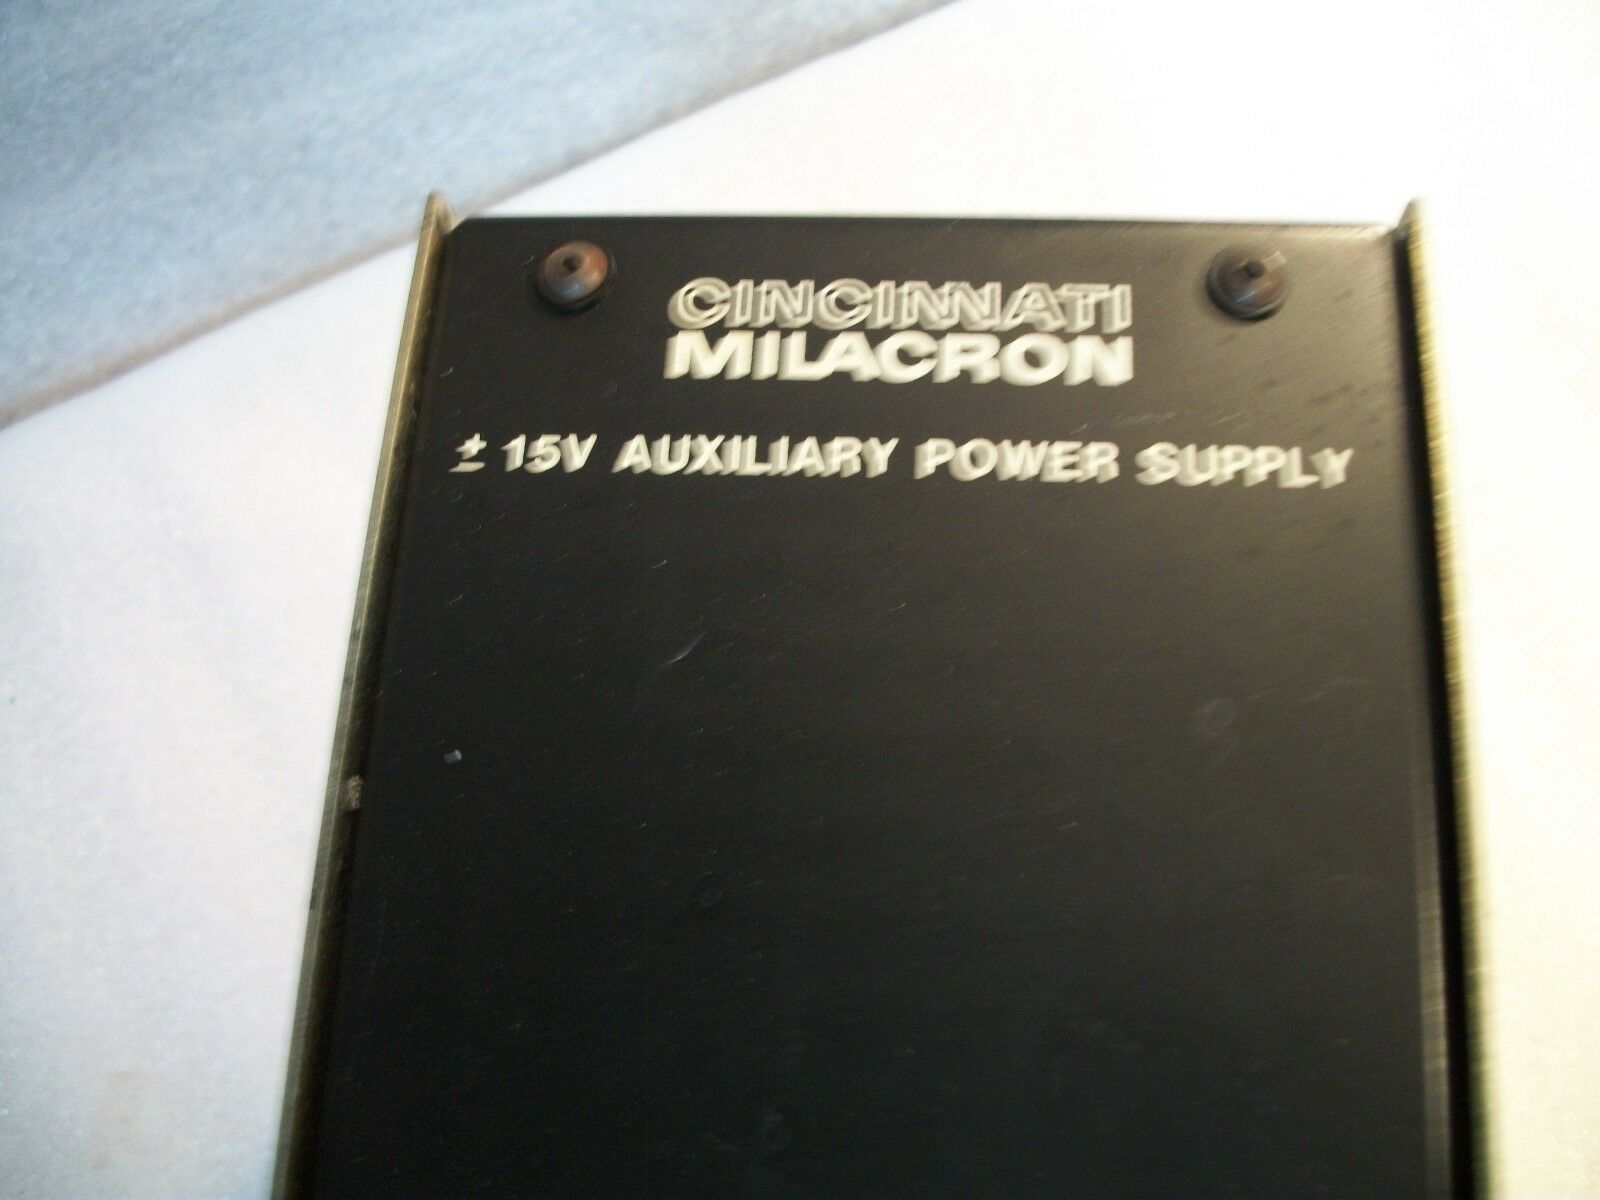 CINCINNATI
MILACRON
± 15V AUXILIARY POWER SUPPLY